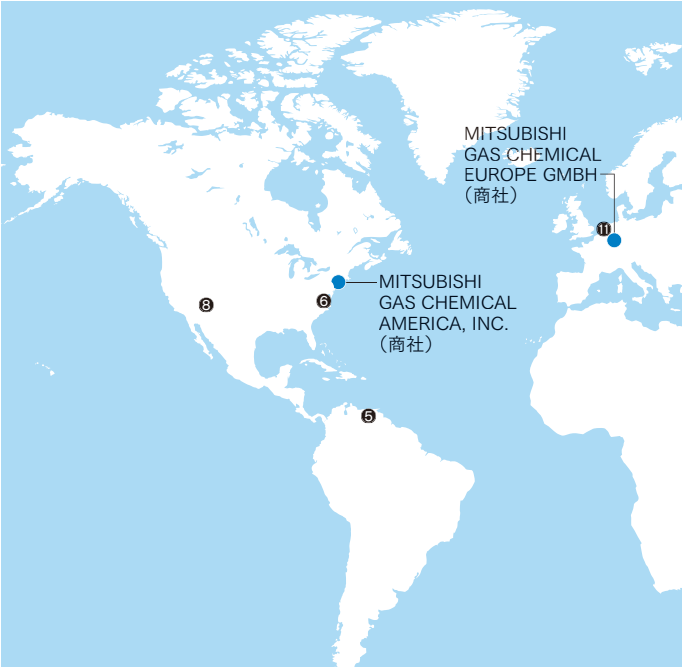 MITSUBISHI
GAS CHEMICAL
EUROPE GMBH
（商社）
⓫
MITSUBISHI
GAS CHEMICAL
AMERICA, INC.
（商社）
❽
❻
❺